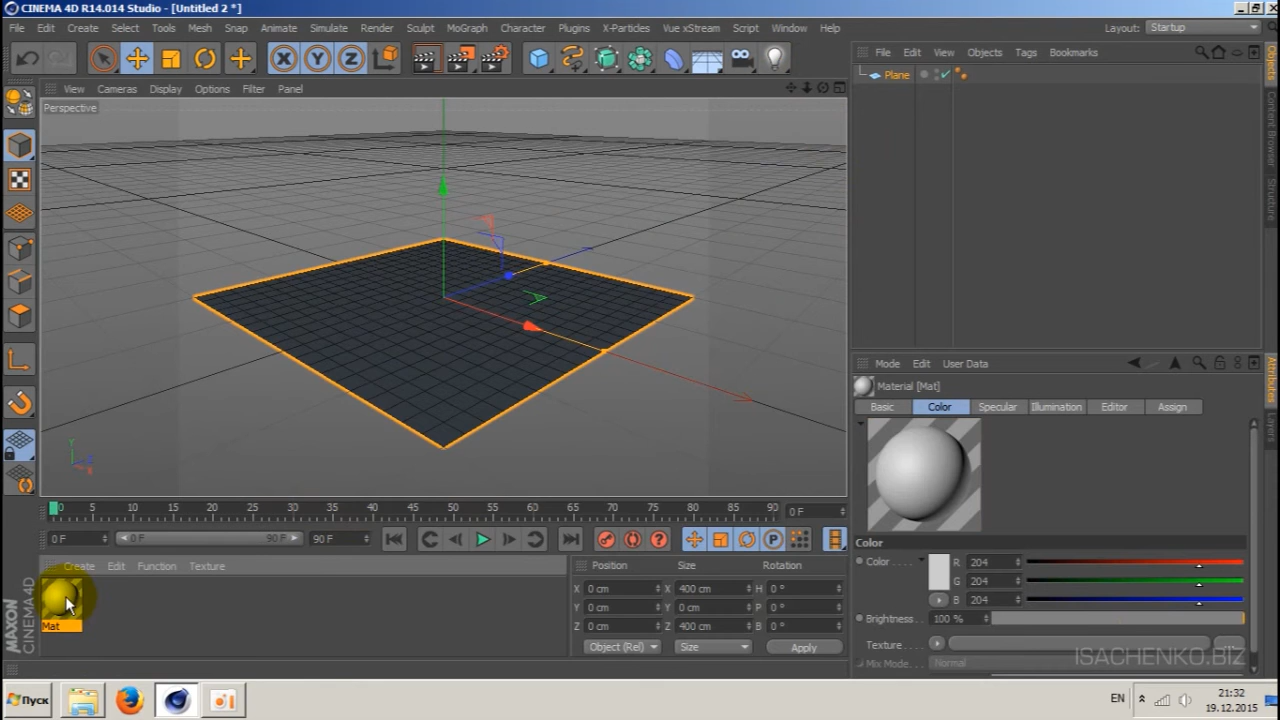 CINEMA 4D R14.014 Studio - [Untitled 2 *]
File Edit Create Select Tools Mesh Snap Animate Simulate Render Sculpt MoGraph Character Plugins X-Particles Vue xStream Script Window Help Layout: Startup
X Y Z
File Edit View Objects Tags Bookmarks
View Cameras Display Options Filter Panel
Perspective
Plane
Objects
Content Browser
Structure
Mode Edit User Data
Attributes
Layers
Material [Mat]
Basic Color Specular Illumination Editor Assign
0 5 10 15 20 25 30 35 40 45 50 55 60 65 70 75 80 85 90 0 F
0 F 0 F 90 F 90 F P
Color
Color R 204
G 204
B 204
Brightness 100 %
Texture
Mix Mode Normal
Create Edit Function Texture
Mat
MAXON
CINEMA 4D
Position Size Rotation
X 0 cm X 400 cm H 0 °
Y 0 cm Y 0 cm P 0 °
Z 0 cm Z 400 cm B 0 °
Object (Rel) Size Apply
ISACHENKO.BIZ
Пуск EN 21:32
19.12.2015